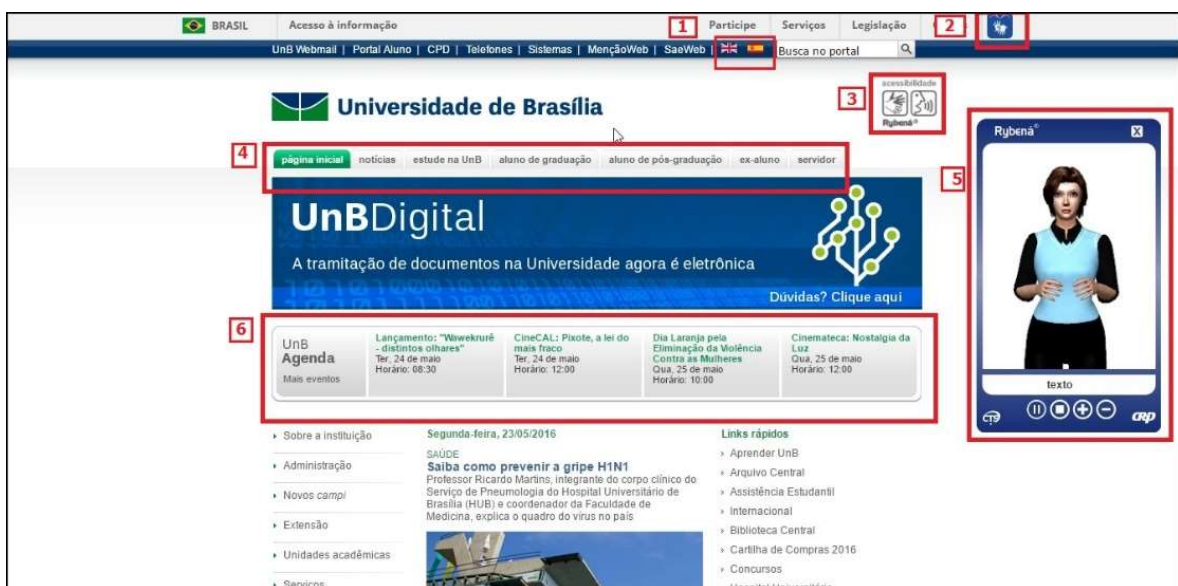 BRASIL Acesso à informação 1 Participe Serviços Legislação 2
UnB Webmail | Portal Aluno | CPD | Telefones | Sistemas | MençãoWeb | SaeWeb | Busca no portal
acessibilidade
3
Rybená®
Universidade de Brasília
4
página inicial notícias estude na UnB aluno de graduação aluno de pós-graduação ex-aluno servidor
5
Rybená® X
texto
CTS CRP
UnBDigital
A tramitação de documentos na Universidade agora é eletrônica
Dúvidas? Clique aqui
6
UnB
Agenda
Mais eventos
Lançamento: "Wawekrurê
- distintos olhares"
Ter, 24 de maio
Horário: 08:30
CineCAL: Pixote, a lei do
mais fraco
Ter, 24 de maio
Horário: 12:00
Dia Laranja pela
Eliminação da Violência
Contra as Mulheres
Qua, 25 de maio
Horário: 10:00
Cinemateca: Nostalgia da
Luz
Qua, 25 de maio
Horário: 12:00
Sobre a instituição
Administração
Novos campi
Extensão
Unidades acadêmicas
Serviços
Segunda-feira, 23/05/2016
SAÚDE
Saiba como prevenir a gripe H1N1
Professor Ricardo Martins, integrante do corpo clínico do
Serviço de Pneumologia do Hospital Universitário de
Brasília (HUB) e coordenador da Faculdade de
Medicina, explica o quadro do vírus no país
Links rápidos
Aprender UnB
Arquivo Central
Assistência Estudantil
Internacional
Biblioteca Central
Cartilha de Compras 2016
Concursos